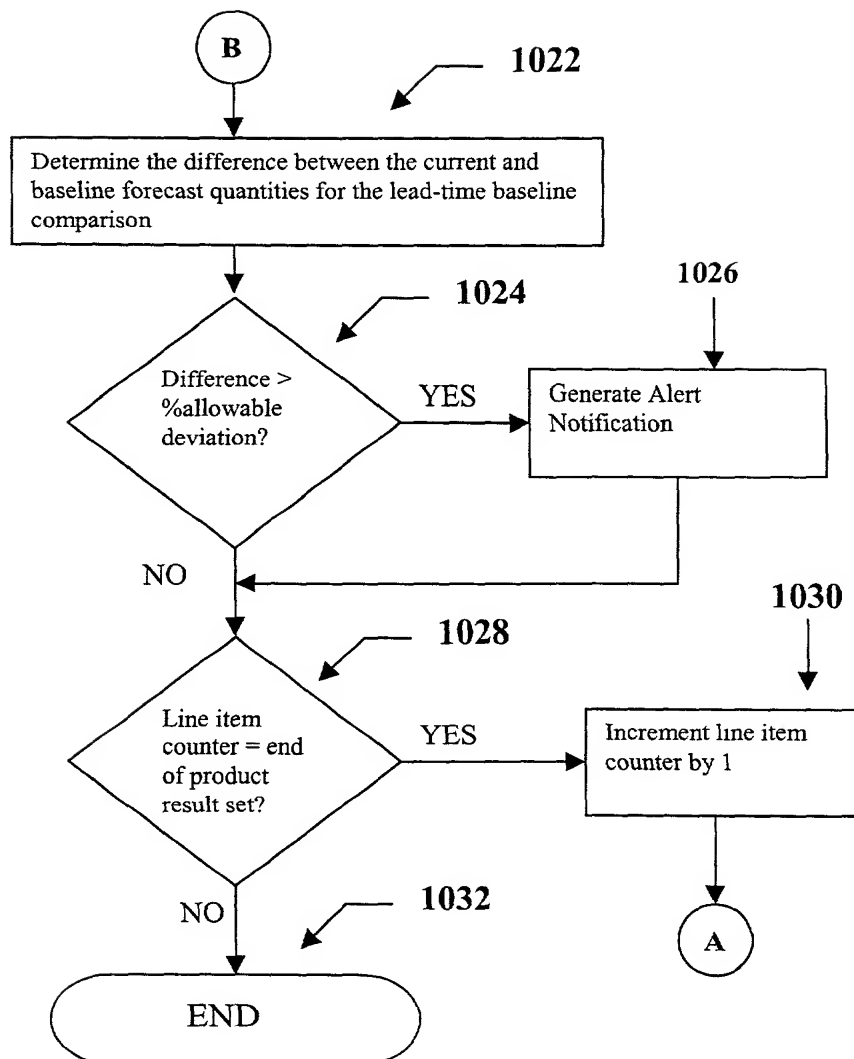 B
1022
Determine the difference between the current and
baseline forecast quantities for the lead-time baseline
comparison
1024
1026
Difference >
%allowable
deviation?
YES
Generate Alert
Notification
NO
1030
1028
Line item
counter = end
of product
result set?
YES
Increment line item
counter by 1
NO
1032
A
END